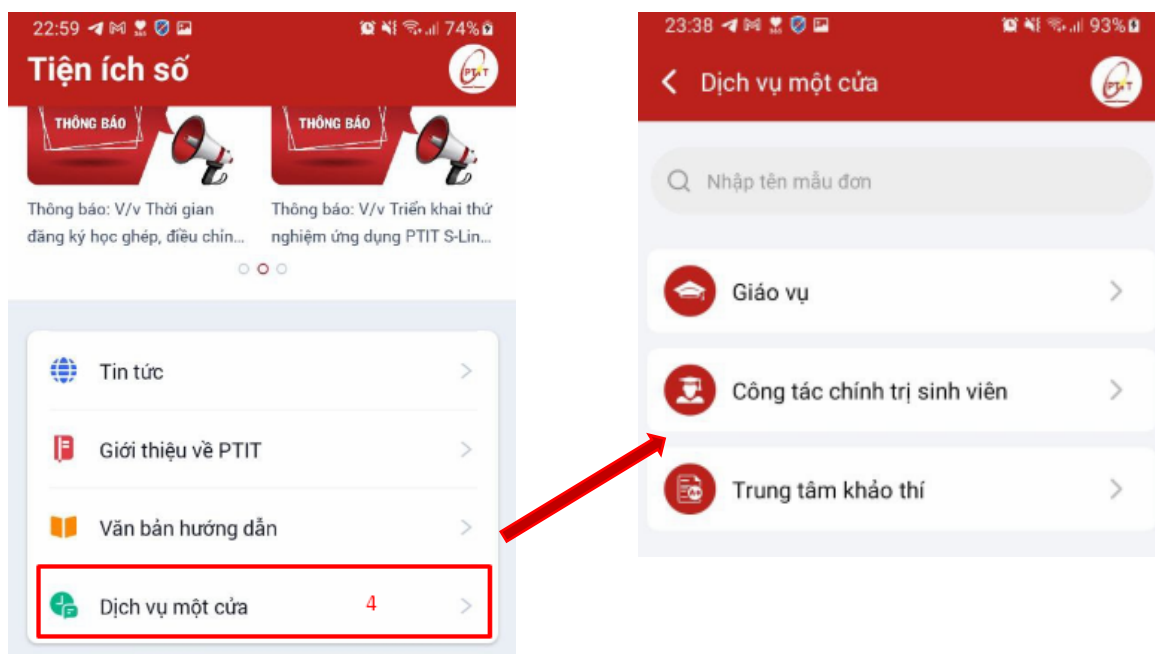 22:59
74%
Tiện ích số
PTIT
THÔNG BÁO
THÔNG BÁO
Thông báo: V/v Thời gian
đăng ký học ghép, điều chỉn...
Thông báo: V/v Triển khai thử
nghiệm ứng dụng PTIT S-Lin...
Tin tức
Giới thiệu về PTIT
Văn bản hướng dẫn
Dịch vụ một cửa
4
23:38
93%
Dịch vụ một cửa
PTIT
Nhập tên mẫu đơn
Giáo vụ
Công tác chính trị sinh viên
Trung tâm khảo thí